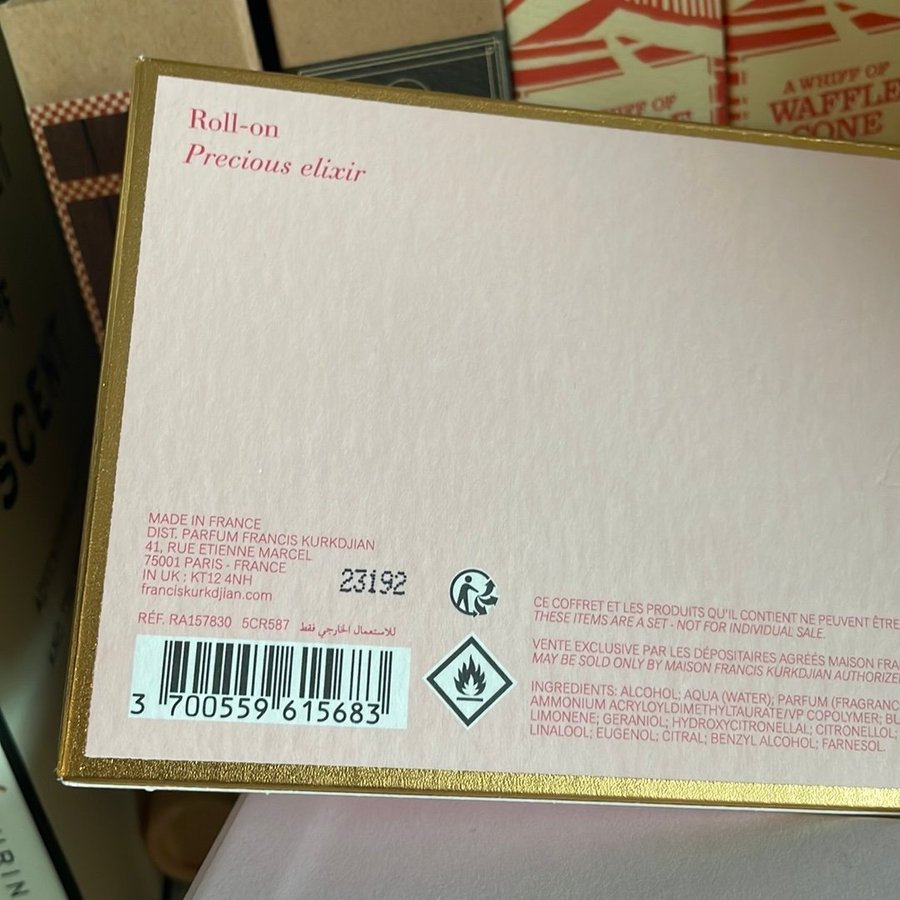 A WHIFF OF
WAFFLE
CONE
WHIFF OF
Roll-on
Precious elixir
SCENT
MADE IN FRANCE
DIST. PARFUM FRANCIS KURKDJIAN
41, RUE ETIENNE MARCEL
75001 PARIS - FRANCE
IN UK : KT12 4NH
franciskurkdjian.com
23192
RÉF. RA157830 5CR587 للاستعمال الخارجي فقط
3 700559 615683
CE COFFRET ET LES PRODUITS QU'IL CONTIENT NE PEUVENT ÊTRE
THESE ITEMS ARE A SET - NOT FOR INDIVIDUAL SALE.
VENTE EXCLUSIVE PAR LES DÉPOSITAIRES AGRÉÉS MAISON FRA
MAY BE SOLD ONLY BY MAISON FRANCIS KURKDJIAN AUTHORIZE
INGREDIENTS: ALCOHOL; AQUA (WATER); PARFUM (FRAGRANC
AMMONIUM ACRYLOYLDIMETHYLTAURATE/VP COPOLYMER; BU
LIMONENE; GERANIOL; HYDROXYCITRONELLAL; CITRONELLOL;
LINALOOL; EUGENOL; CITRAL; BENZYL ALCOHOL; FARNESOL.